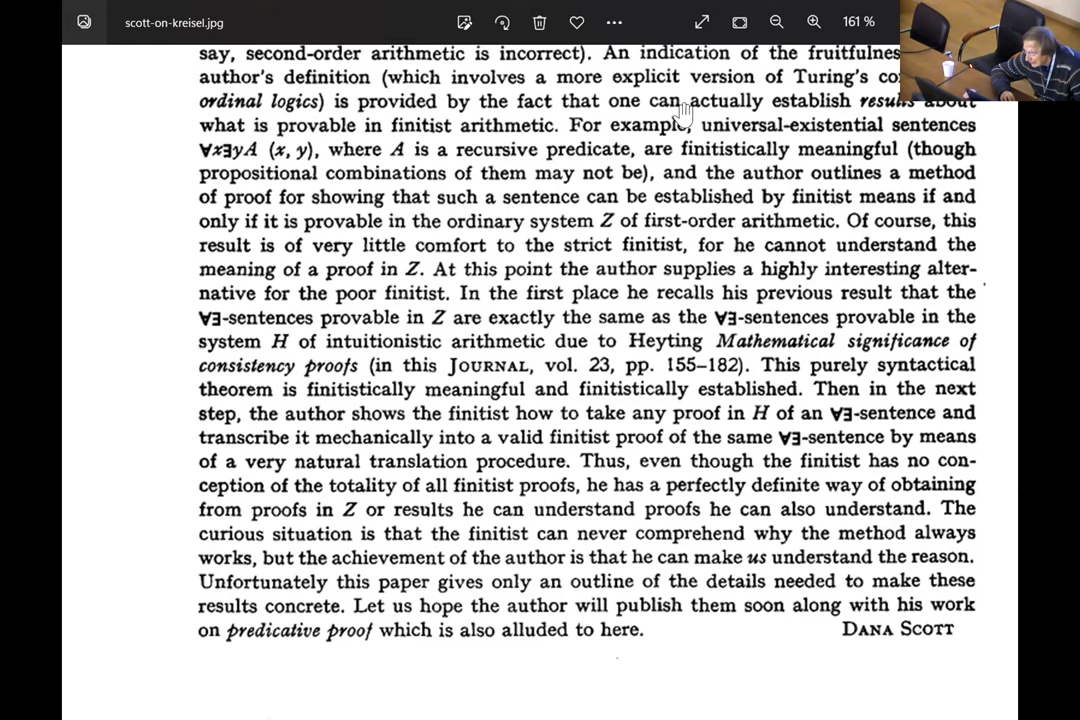 scott-on-kreisel.jpg
161 %
say, second-order arithmetic is incorrect). An indication of the
author's definition (which involves a more explicit version of Turing's
ordinal logics) is provided by the fact that one can actually establish results about
what is provable in finitist arithmetic. For example, universal-existential sentences
∀x∃yA (x, y), where A is a recursive predicate, are finitistically meaningful (though
propositional combinations of them may not be), and the author outlines a method
of proof for showing that such a sentence can be established by finitist means if and
only if it is provable in the ordinary system Z of first-order arithmetic. Of course, this
result is of very little comfort to the strict finitist, for he cannot understand the
meaning of a proof in Z. At this point the author supplies a highly interesting alter-
native for the poor finitist. In the first place he recalls his previous result that the
∀∃-sentences provable in Z are exactly the same as the ∀∃-sentences provable in the
system H of intuitionistic arithmetic due to Heyting Mathematical significance of
consistency proofs (in this JOURNAL, vol. 23, pp. 155–182). This purely syntactical
theorem is finitistically meaningful and finitistically established. Then in the next
step, the author shows the finitist how to take any proof in H of an ∀∃-sentence and
transcribe it mechanically into a valid finitist proof of the same ∀∃-sentence by means
of a very natural translation procedure. Thus, even though the finitist has no con-
ception of the totality of all finitist proofs, he has a perfectly definite way of obtaining
from proofs in Z or results he can understand proofs he can also understand. The
curious situation is that the finitist can never comprehend why the method always
works, but the achievement of the author is that he can make us understand the reason.
Unfortunately this paper gives only an outline of the details needed to make these
results concrete. Let us hope the author will publish them soon along with his work
on predicative proof which is also alluded to here.
DANA SCOTT